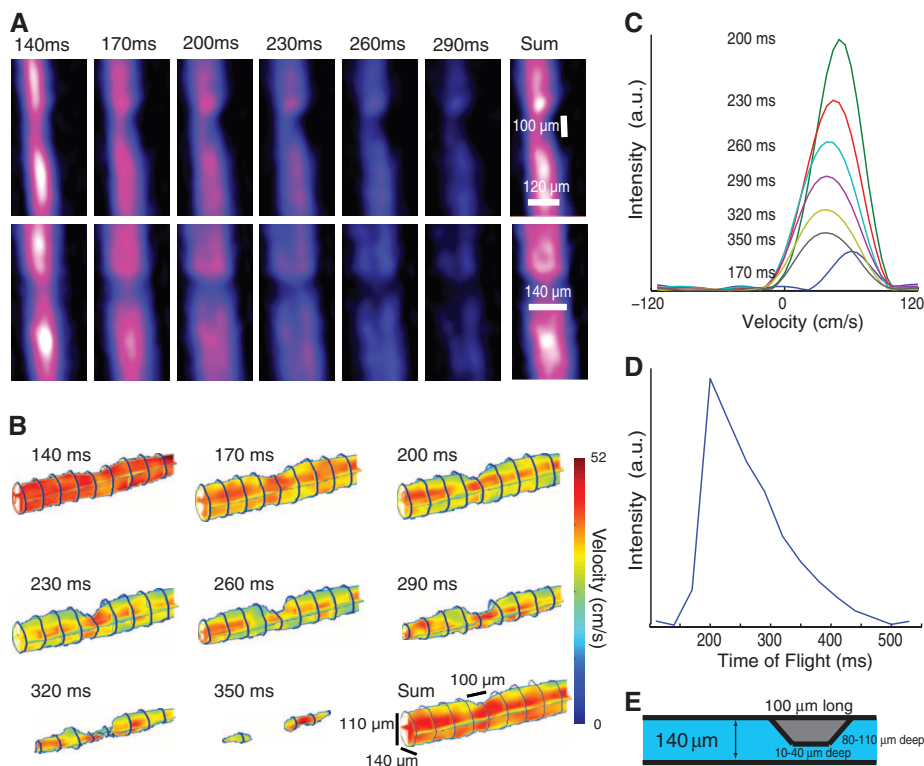 A
140ms 170ms 200ms 230ms 260ms 290ms Sum
100 µm
120 µm
140 µm
B
140 ms
170 ms
200 ms
230 ms
260 ms
290 ms
320 ms
350 ms
Sum
100 µm
110 µm
140 µm
52
Velocity (cm/s)
0
C
Intensity (a.u.)
200 ms
230 ms
260 ms
290 ms
320 ms
350 ms
170 ms
−120 0 120
Velocity (cm/s)
D
Intensity (a.u.)
200 300 400 500
Time of Flight (ms)
E
100 µm long
140 µm
80-110 µm deep
10-40 µm deep